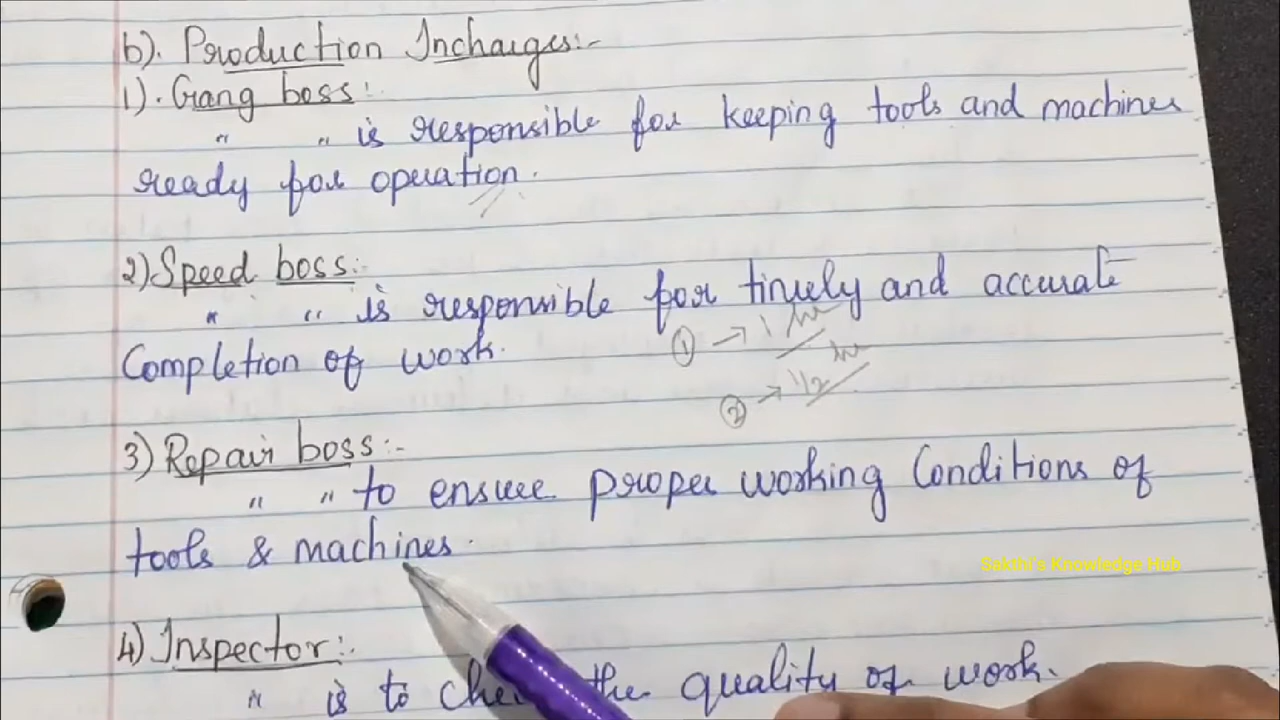 b). Production Incharges:-
1). Gang boss:
" " is responsible for keeping tools and machines
ready for operation.
2) Speed boss:-
" " is responsible for timely and accurate
① → 1 hr
Completion of work.
② → 1/2 hr
3) Repair boss:-
" " to ensure proper working Conditions of
tools & machines.
Sakthi's Knowledge Hub
4) Inspector:-
" is to the quality of work.